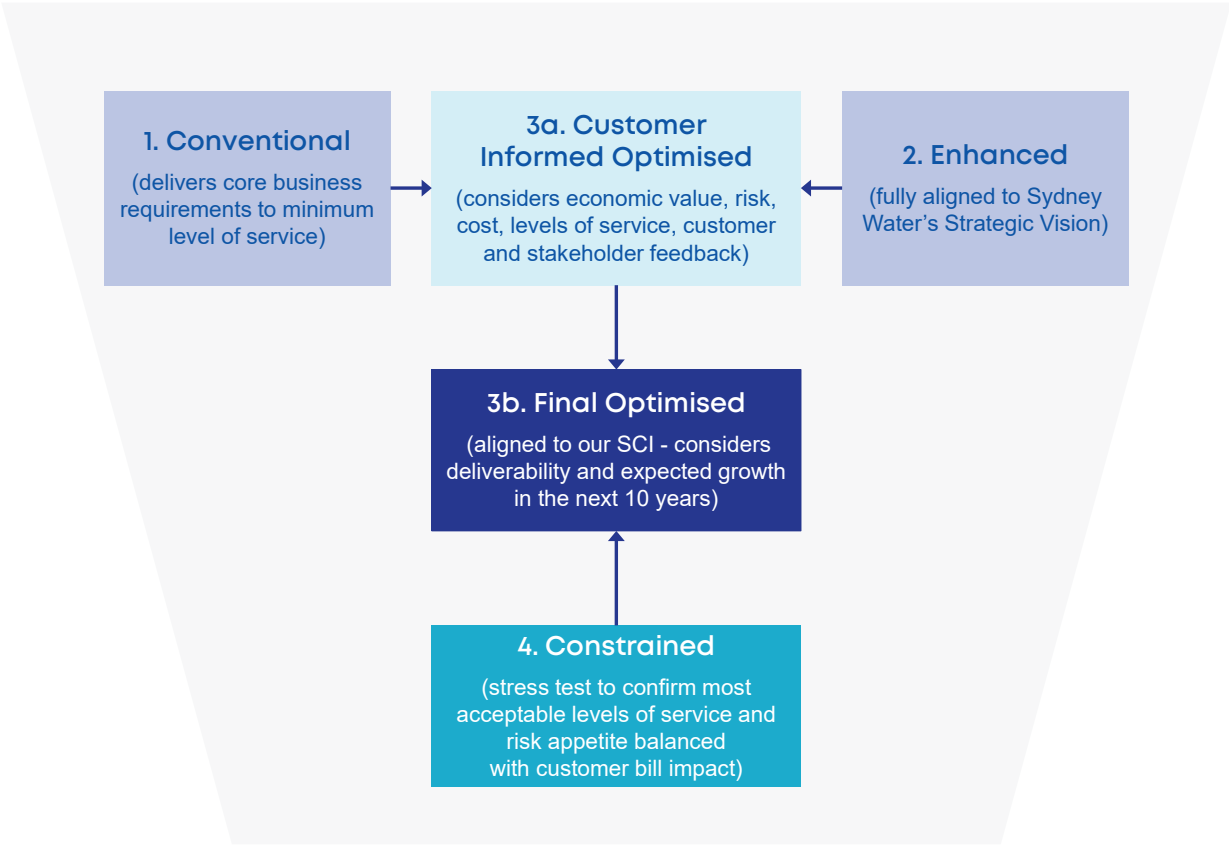 1. Conventional
(delivers core business
requirements to minimum
level of service)
3a. Customer
Informed Optimised
(considers economic value, risk,
cost, levels of service, customer
and stakeholder feedback)
2. Enhanced
(fully aligned to Sydney
Water’s Strategic Vision)
3b. Final Optimised
(aligned to our SCI - considers
deliverability and expected growth
in the next 10 years)
4. Constrained
(stress test to confirm most
acceptable levels of service and
risk appetite balanced
with customer bill impact)